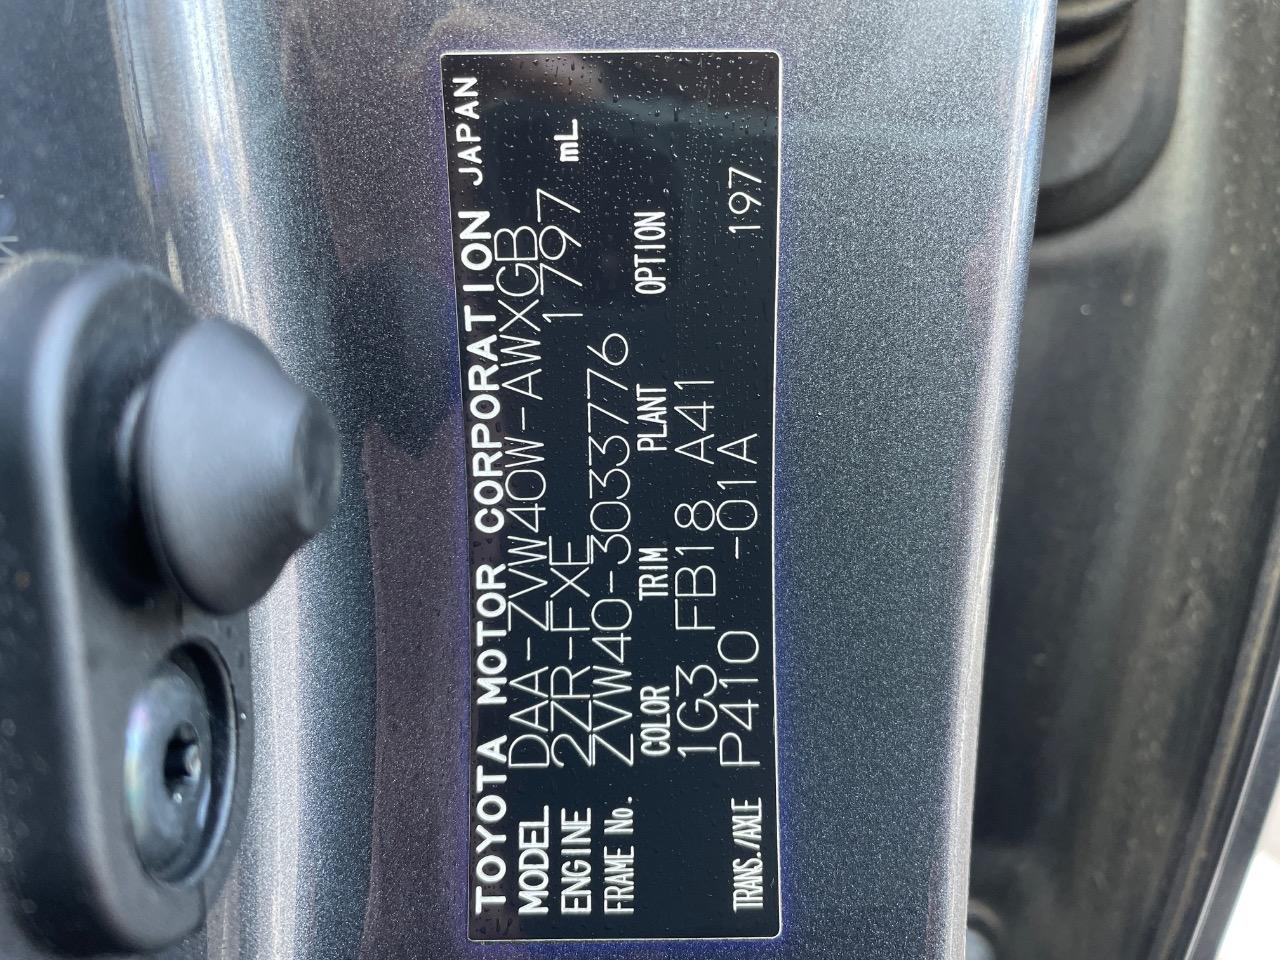 TOYOTA MOTOR CORPORATION JAPAN
MODEL DAA-ZVW40W-AWXGB
ENGINE 2ZR-FXE 1797 mL
FRAME No. ZVW40-3033776
COLOR TRIM PLANT OPTION
1G3 FB18 A41
TRANS./AXLE P410 -01A 197